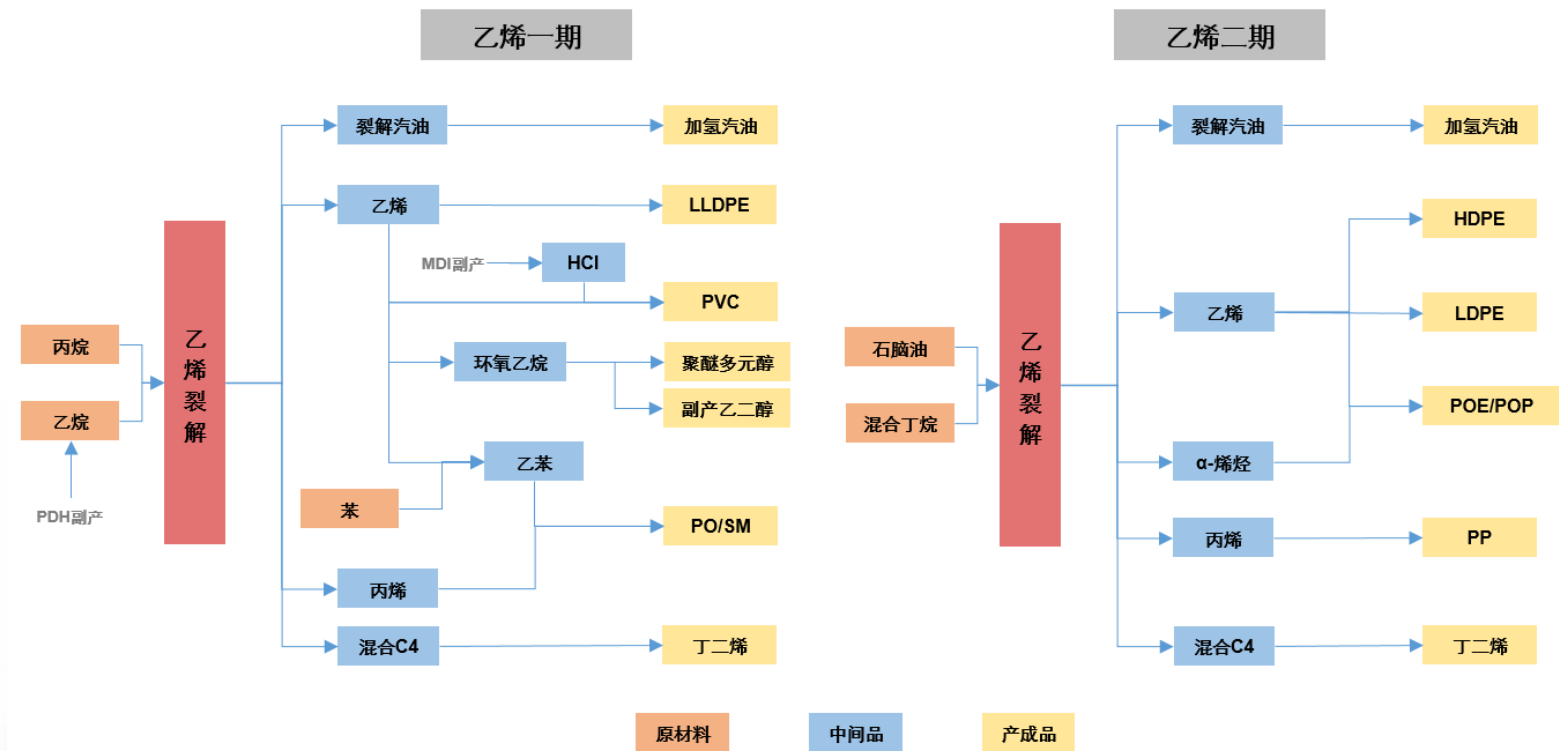 乙烯一期
裂解汽油
加氢汽油
乙烯
LLDPE
MDI副产
HCl
PVC
丙烷
乙烷
PDH副产
乙烯裂解
环氧乙烷
聚醚多元醇
副产乙二醇
乙苯
苯
PO/SM
丙烯
混合C4
丁二烯
乙烯二期
裂解汽油
加氢汽油
HDPE
乙烯
LDPE
石脑油
混合丁烷
乙烯裂解
POE/POP
α-烯烃
丙烯
PP
混合C4
丁二烯
原材料
中间品
产成品